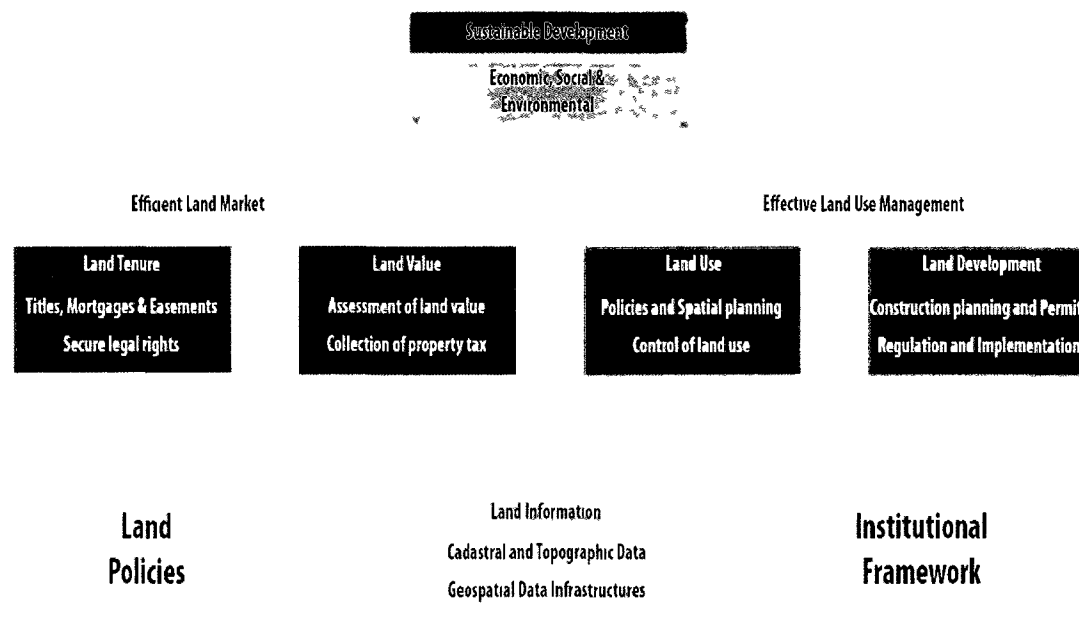 Sustainable Development
Economic, Social &
Environmental
Efficient Land Market
Effective Land Use Management
Land Tenure
Titles, Mortgages & Easements
Secure legal rights
Land Value
Assessment of land value
Collection of property tax
Land Use
Policies and Spatial planning
Control of land use
Land Development
Construction planning and Permit
Regulation and Implementation
Land
Policies
Land Information
Cadastral and Topographic Data
Geospatial Data Infrastructures
Institutional
Framework